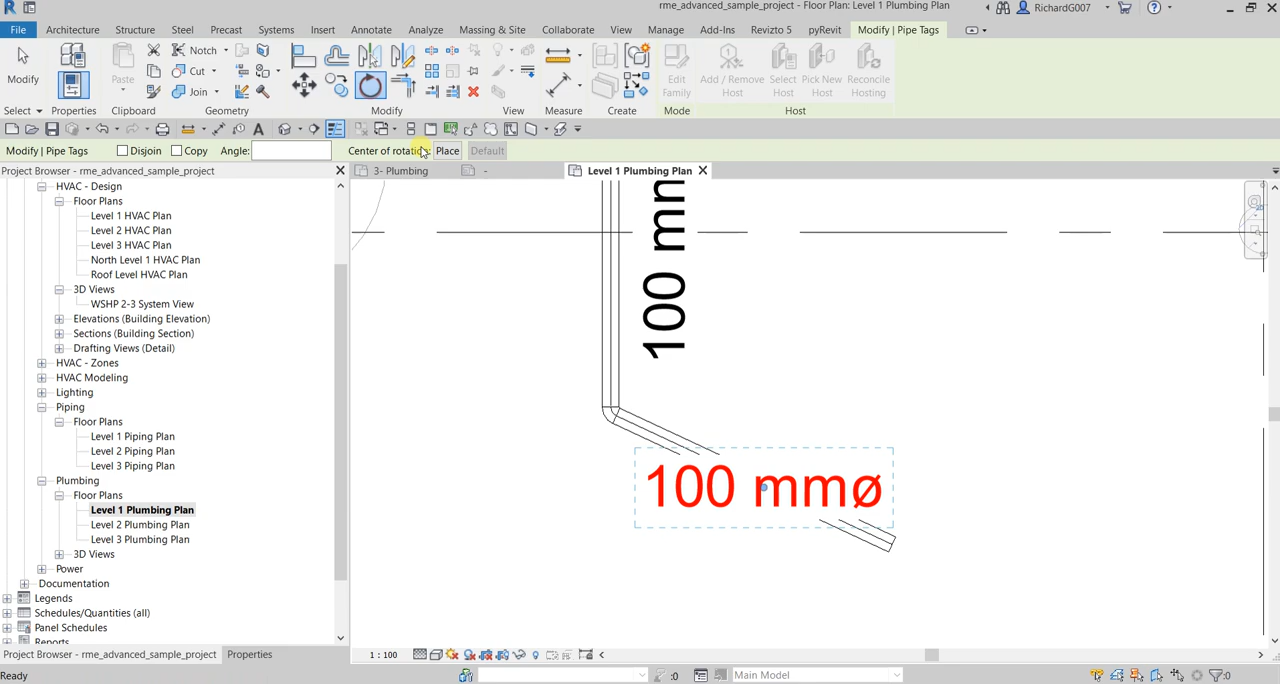 rme_advanced_sample_project - Floor Plan: Level 1 Plumbing Plan
RichardG007
File Architecture Structure Steel Precast Systems Insert Annotate Analyze Massing & Site Collaborate View Manage Add-Ins Revizto 5 pyRevit Modify | Pipe Tags
Modify Paste Notch Cut Join Edit Family Add / Remove Host Select Host Pick New Host Reconcile Hosting
Select Properties Clipboard Geometry Modify View Measure Create Mode Host
Modify | Pipe Tags Disjoin Copy Angle: Center of rotation: Place Default
Project Browser - rme_advanced_sample_project
3- Plumbing
-
Level 1 Plumbing Plan
HVAC - Design
Floor Plans
Level 1 HVAC Plan
Level 2 HVAC Plan
Level 3 HVAC Plan
North Level 1 HVAC Plan
Roof Level HVAC Plan
3D Views
WSHP 2-3 System View
Elevations (Building Elevation)
Sections (Building Section)
Drafting Views (Detail)
HVAC - Zones
HVAC Modeling
Lighting
Piping
Floor Plans
Level 1 Piping Plan
Level 2 Piping Plan
Level 3 Piping Plan
Plumbing
Floor Plans
Level 1 Plumbing Plan
Level 2 Plumbing Plan
Level 3 Plumbing Plan
3D Views
Power
Documentation
Legends
Schedules/Quantities (all)
Panel Schedules
Reports
100 mm
100 mmø
Project Browser - rme_advanced_sample_project Properties
1 : 100
Ready
:0
Main Model
:0